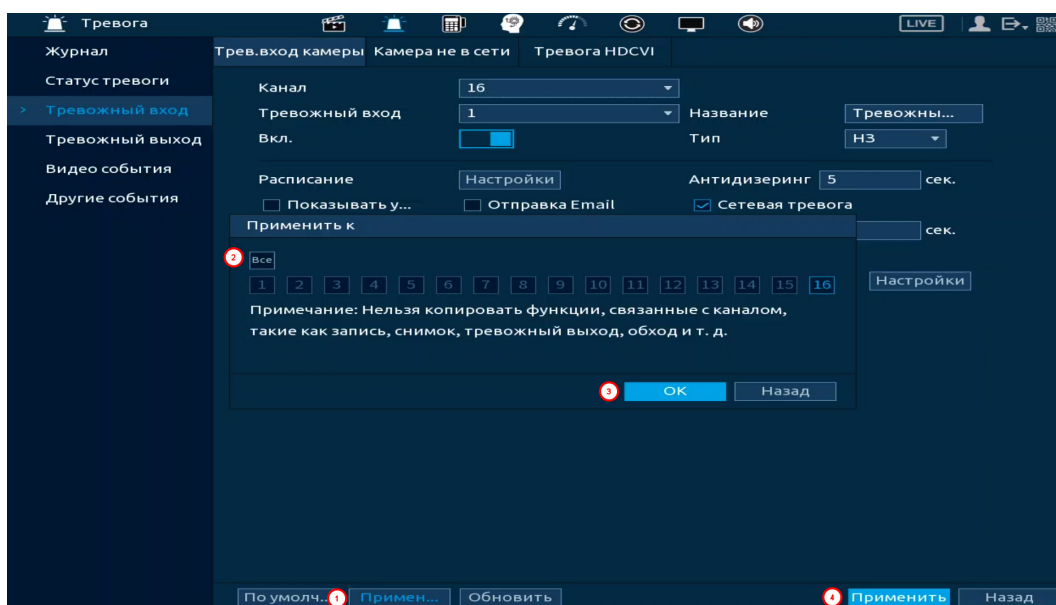 Тревога LIVE
Журнал
Трев.вход камеры Камера не в сети Тревога HDCVI
Статус тревоги
Канал 16
> Тревожный вход
Тревожный вход 1 Название Тревожны...
Тревожный выход
Вкл. Тип НЗ
Видео события
Расписание Настройки Антидизеринг 5 сек.
Другие события
Показывать у... Отправка Email Сетевая тревога
Применить к
сек.
2 Все
1 2 3 4 5 6 7 8 9 10 11 12 13 14 15 16
Настройки
Примечание: Нельзя копировать функции, связанные с каналом,
такие как запись, снимок, тревожный выход, обход и т. д.
3 OK Назад
По умолч... 1 Примен... Обновить 4 Применить Назад